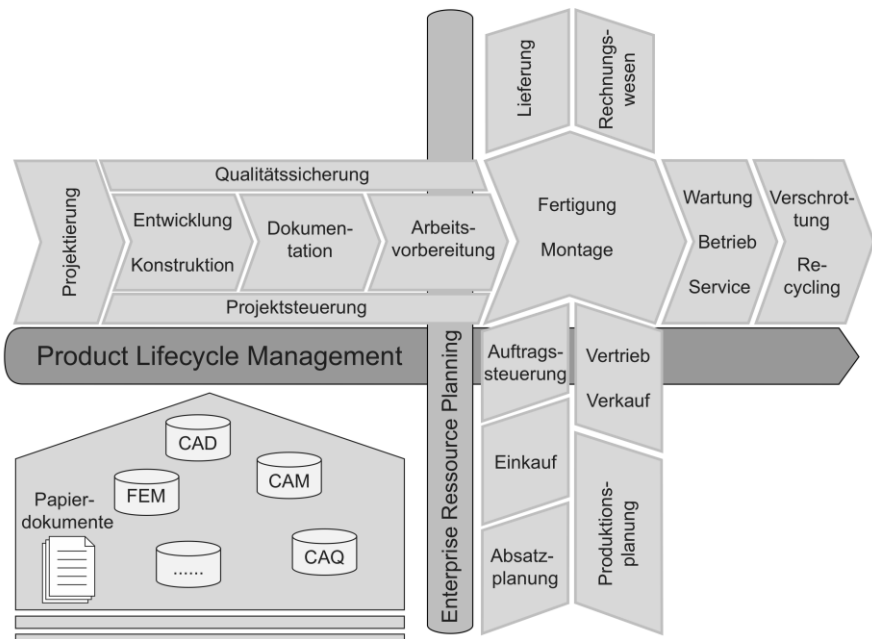 Lieferung
Rechnungs-
wesen
Projektierung
Qualitätssicherung
Entwicklung
Konstruktion
Dokumen-
tation
Arbeits-
vorbereitung
Projektsteuerung
Fertigung
Montage
Wartung
Betrieb
Service
Verschrot-
tung
Re-
cycling
Product Lifecycle Management
Enterprise Ressource Planning
Auftrags-
steuerung
Vertrieb
Verkauf
Einkauf
Absatz-
planung
Produktions-
planung
CAD
CAM
FEM
Papier-
dokumente
CAQ
......